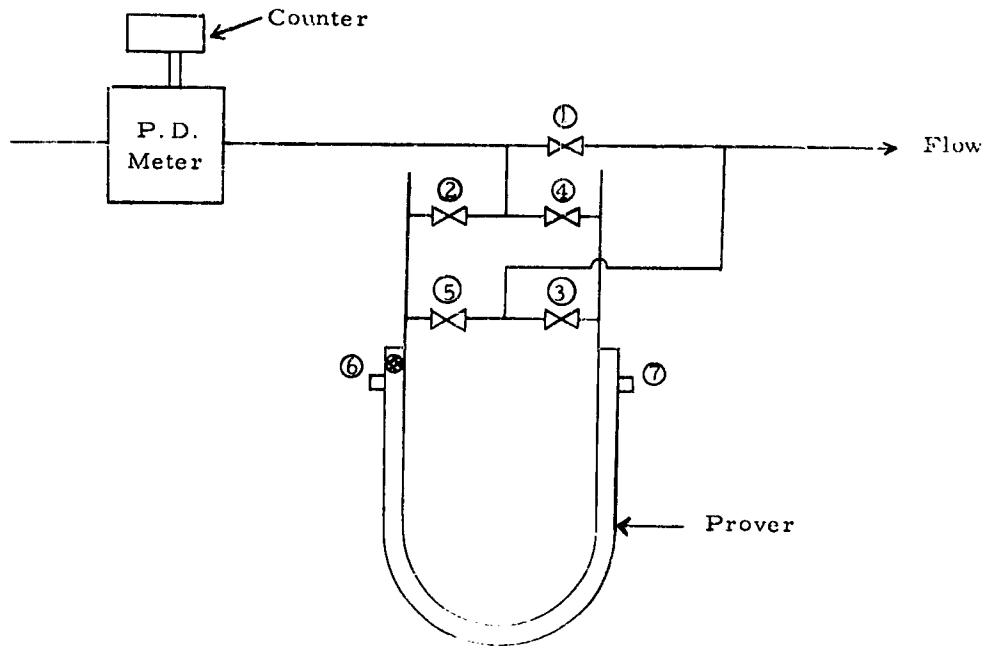 Counter
P. D.
Meter
①
Flow
②
④
⑤
③
⑥
⑦
Prover